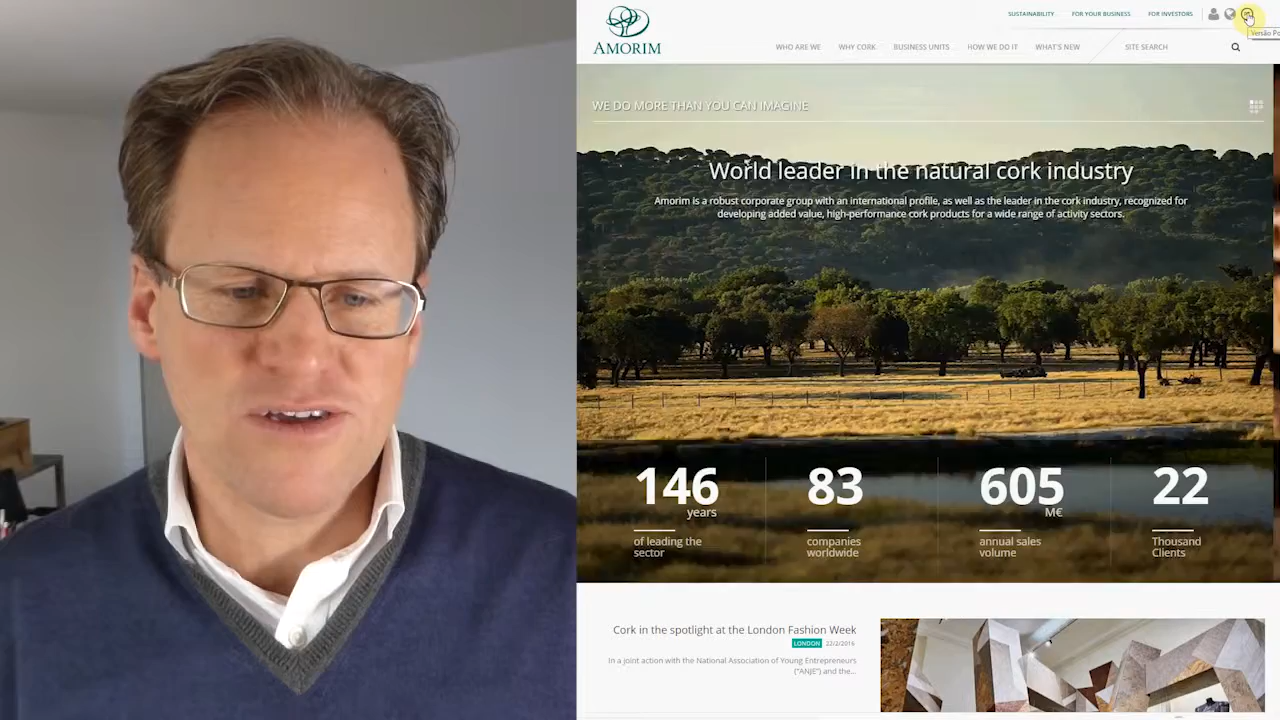 SUSTAINABILITY
FOR YOUR BUSINESS
FOR INVESTORS
AMORIM
WHO ARE WE
WHY CORK
BUSINESS UNITS
HOW WE DO IT
WHAT'S NEW
SITE SEARCH
WE DO MORE THAN YOU CAN IMAGINE
World leader in the natural cork industry
Amorim is a robust corporate group with an international profile, as well as the leader in the cork industry, recognized for
developing added value, high-performance cork products for a wide range of activity sectors.
146
years
of leading the
sector
83
companies
worldwide
605
M€
annual sales
volume
22
Thousand
Clients
Cork in the spotlight at the London Fashion Week
LONDON 22/2/2016
In a joint action with the National Association of Young Entrepreneurs
("ANJE") and the...